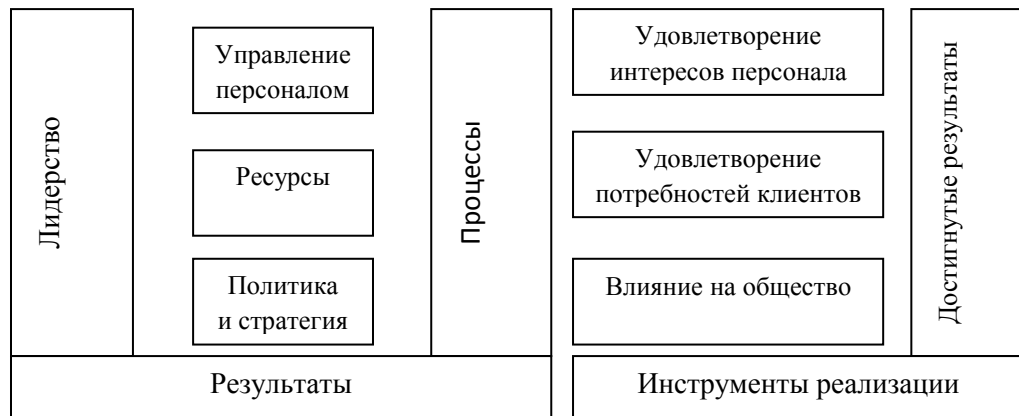 Лидерство
Управление
персоналом
Ресурсы
Политика
и стратегия
Процессы
Удовлетворение
интересов персонала
Удовлетворение
потребностей клиентов
Влияние на общество
Достигнутые результаты
Результаты
Инструменты реализации